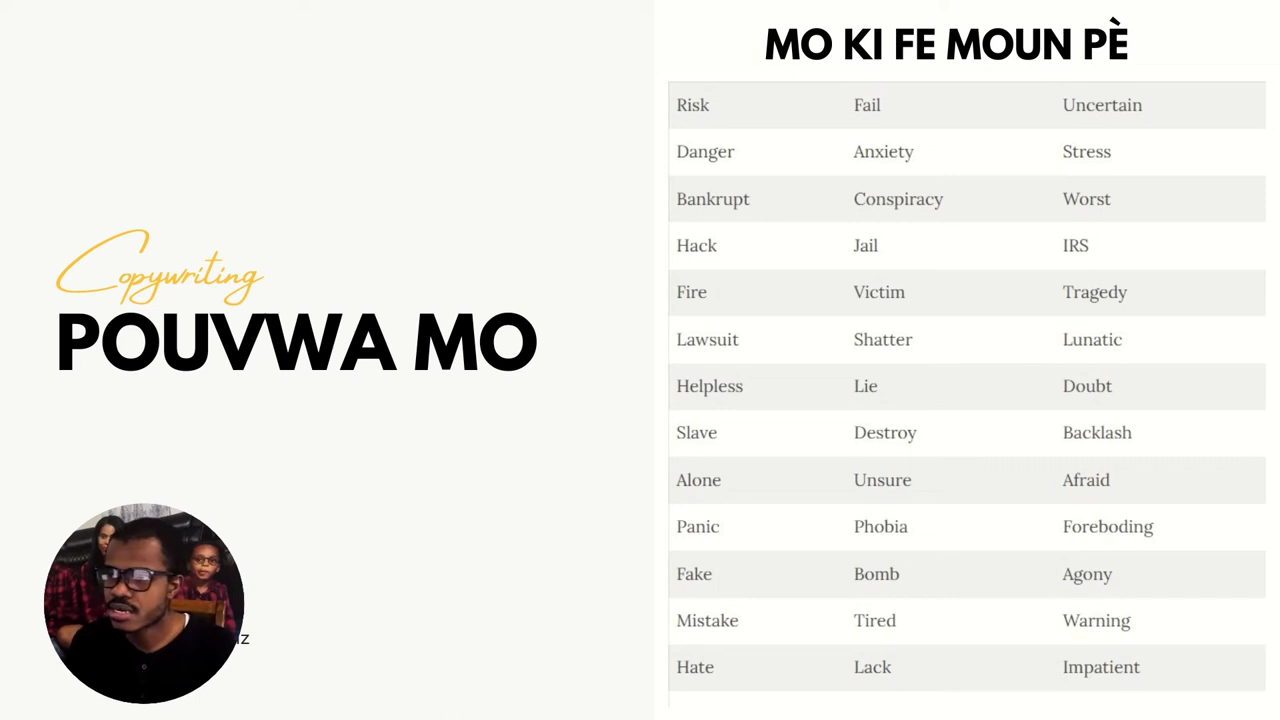 Copywriting
POUVWA MO
MO KI FE MOUN PÈ
Risk Fail Uncertain
Danger Anxiety Stress
Bankrupt Conspiracy Worst
Hack Jail IRS
Fire Victim Tragedy
Lawsuit Shatter Lunatic
Helpless Lie Doubt
Slave Destroy Backlash
Alone Unsure Afraid
Panic Phobia Foreboding
Fake Bomb Agony
Mistake Tired Warning
Hate Lack Impatient